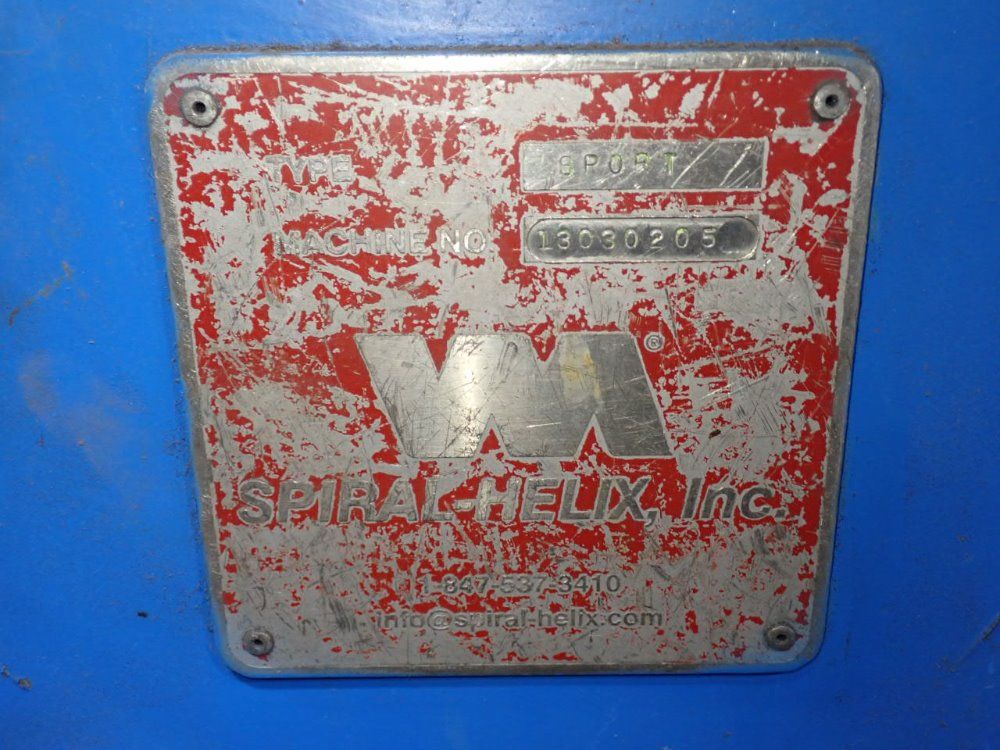 TYPE SPORT
MACHINE NO. 13030205
®
SPIRAL-HELIX, Inc.
1-847-537-3410
info@spiral-helix.com